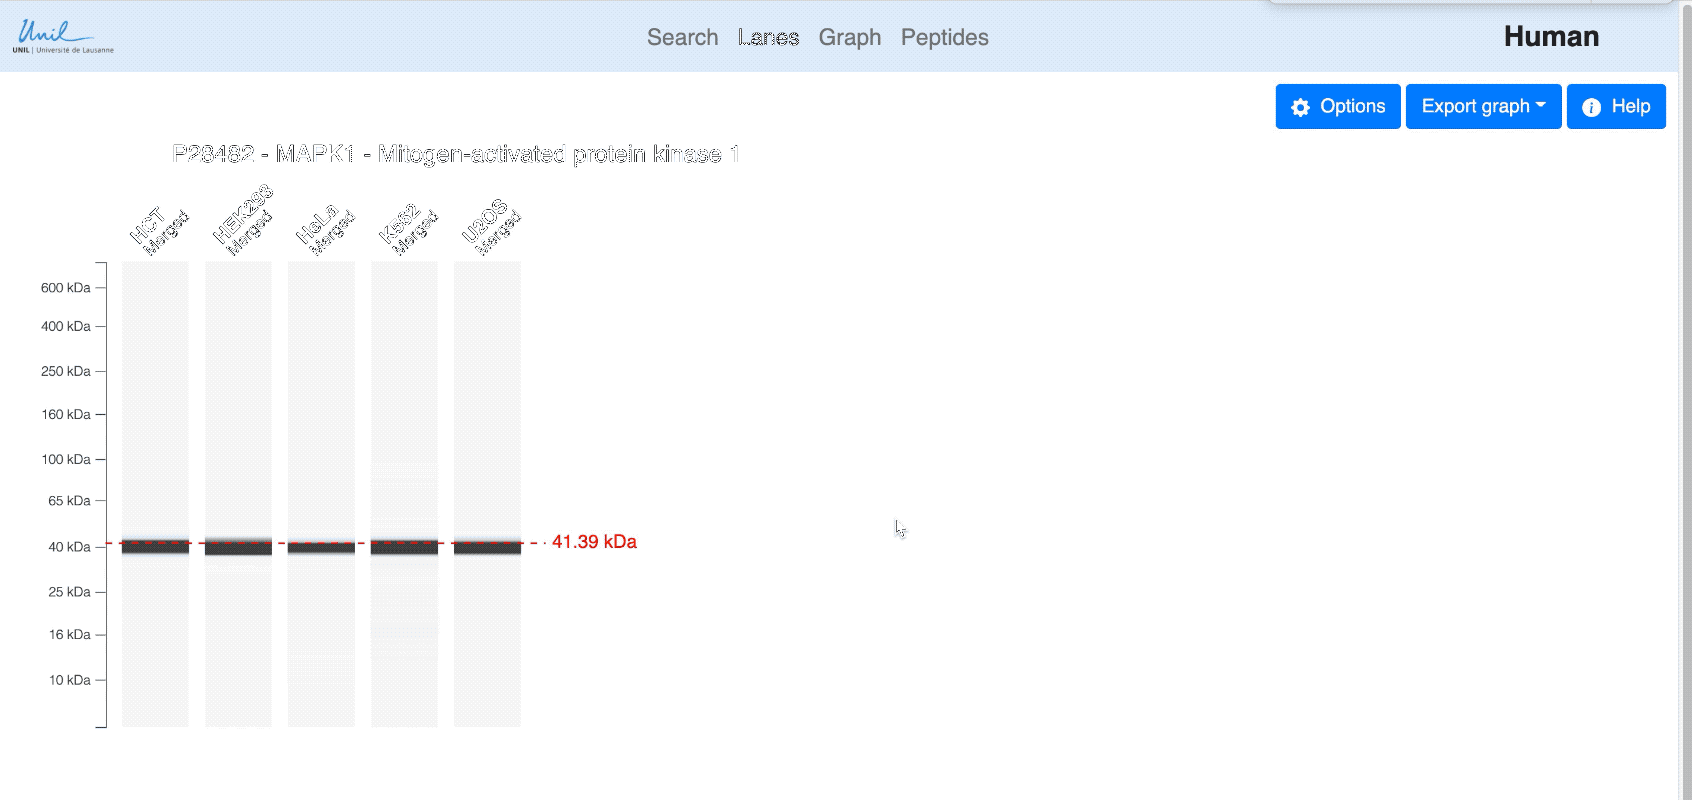 Unil
UNIL | Université de Lausanne
Search Lanes Graph Peptides
Human
Options Export graph Help
P28482 - MAPK1 - Mitogen-activated protein kinase 1
HCT
Merged
HEK293
Merged
HeLa
Merged
K562
Merged
U2OS
Merged
600 kDa
400 kDa
250 kDa
160 kDa
100 kDa
65 kDa
40 kDa
41.39 kDa
25 kDa
16 kDa
10 kDa